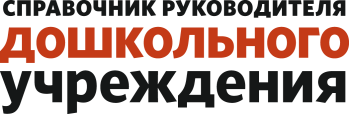 СПРАВОЧНИК РУКОВОДИТЕЛЯ
ДОШКОЛЬНОГО
учреждения